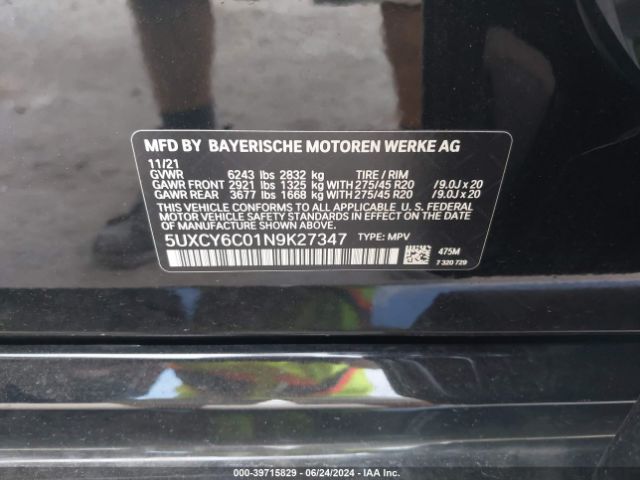 MFD BY BAYERISCHE MOTOREN WERKE AG
11/21
GVWR 6243 lbs 2832 kg TIRE / RIM
GAWR FRONT 2921 lbs 1325 kg WITH 275/45 R20 /9.0J x 20
GAWR REAR 3677 lbs 1668 kg WITH 275/45 R20 /9.0J x 20
THIS VEHICLE CONFORMS TO ALL APPLICABLE U. S. FEDERAL
MOTOR VEHICLE SAFETY STANDARDS IN EFFECT ON THE
DATE OF MANUFACTURE SHOWN ABOVE.
5UXCY6C01N9K27347 TYPE: MPV
475M
7 320 729
© - 39715829 - 06/24/2024 - IAA Inc.